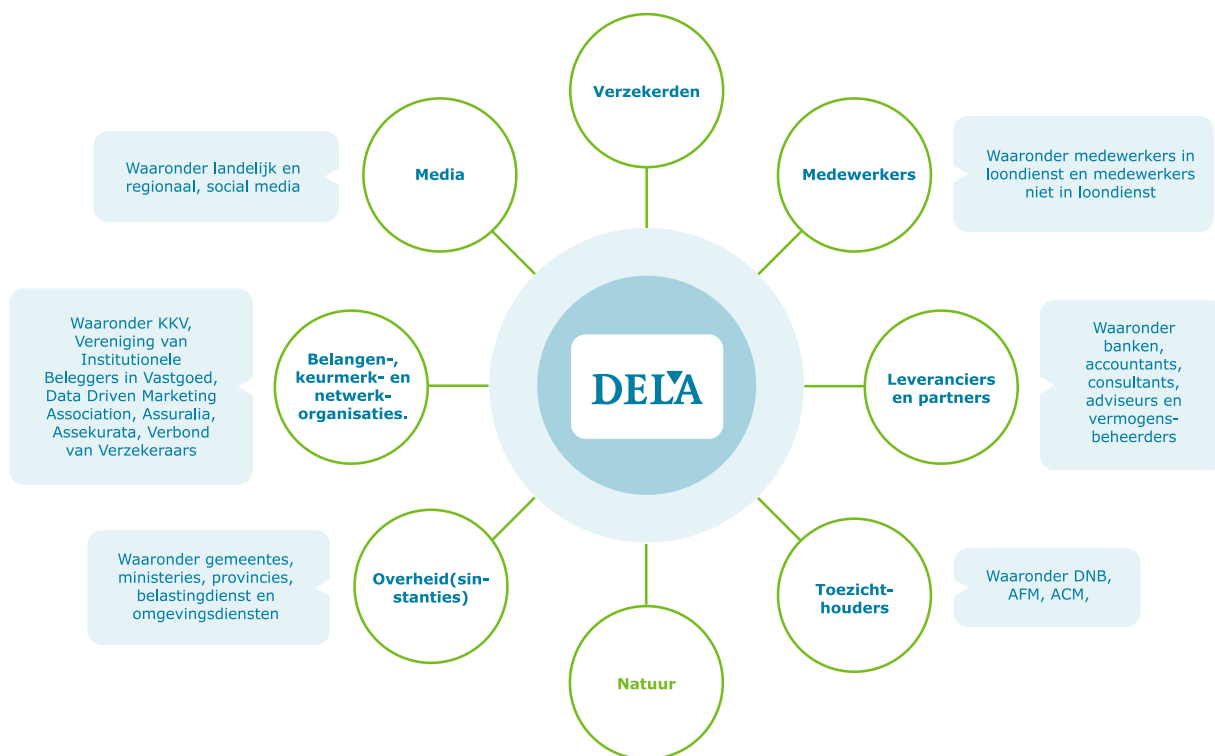 Verzekerden
Media
Waaronder landelijk en
regionaal, social media
Medewerkers
Waaronder medewerkers in
loondienst en medewerkers
niet in loondienst
Waaronder KKV,
Vereniging van
Institutionele
Beleggers in Vastgoed,
Data Driven Marketing
Association, Assuralia,
Assekurata, Verbond
van Verzekeraars
Belangen-,
keurmerk- en
netwerk-
organisaties.
DELA
Leveranciers
en partners
Waaronder
banken,
accountants,
consultants,
adviseurs en
vermogens-
beheerders
Waaronder gemeentes,
ministeries, provincies,
belastingdienst en
omgevingsdiensten
Overheid(sin-
stanties)
Toezicht-
houders
Waaronder DNB,
AFM, ACM,
Natuur